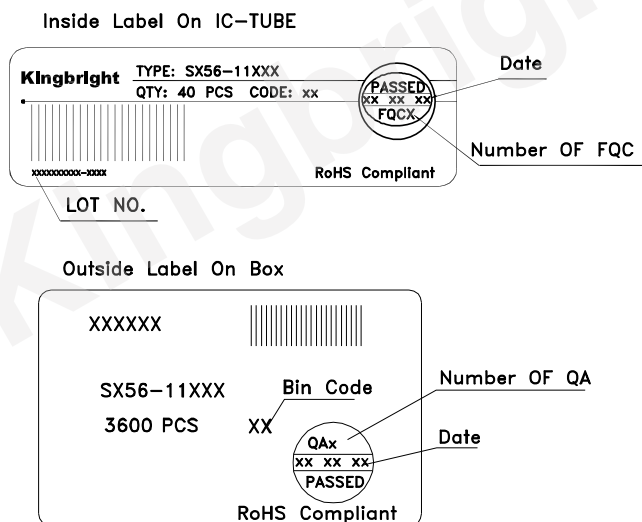 Inside Label On IC-TUBE
Kingbright
TYPE: SX56-11XXX
QTY: 40 PCS CODE: xx
PASSED
xx xx xx
FQCX
Date
Number OF FQC
xxxxxxxxxx-xxxx
RoHS Compliant
LOT NO.
Outside Label On Box
XXXXXX
SX56-11XXX
Bin Code
3600 PCS
XX
QAx
xx xx xx
PASSED
Number OF QA
Date
RoHS Compliant
Kingbright